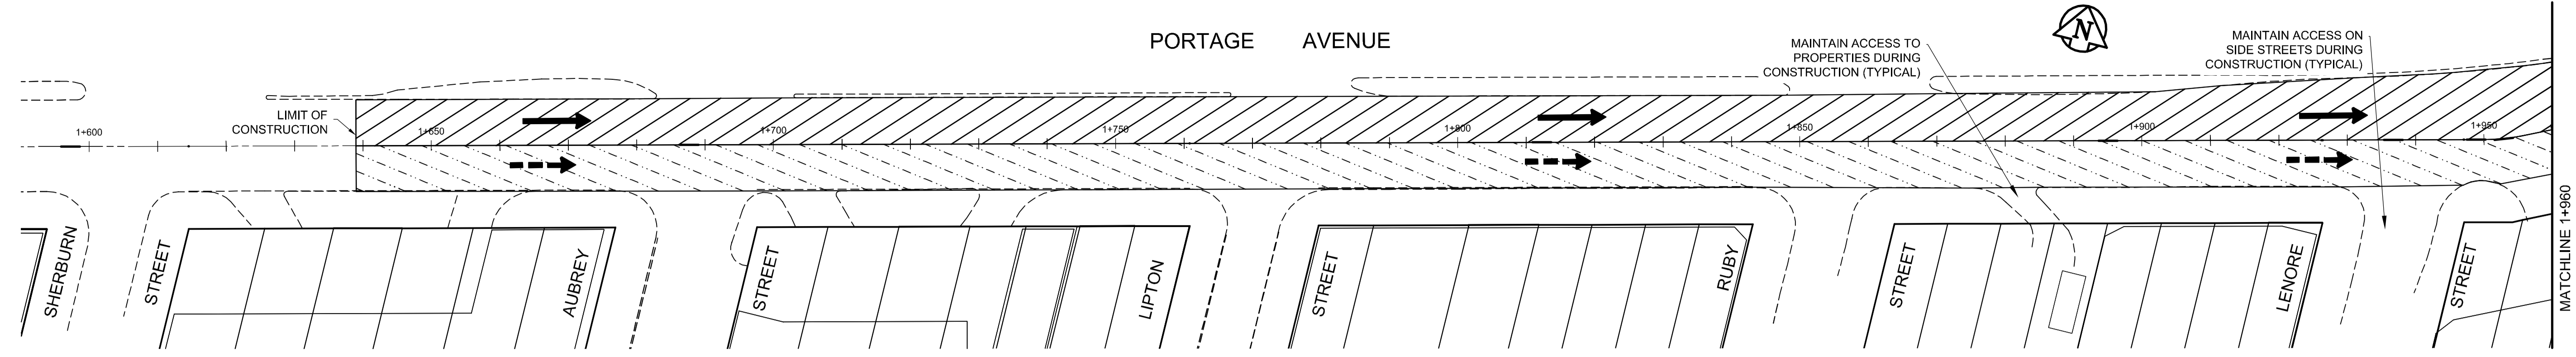 PORTAGE AVENUE
N
MAINTAIN ACCESS TO
PROPERTIES DURING
CONSTRUCTION (TYPICAL)
MAINTAIN ACCESS ON
SIDE STREETS DURING
CONSTRUCTION (TYPICAL)
LIMIT OF
CONSTRUCTION
1+600
1+650
1+700
1+750
1+800
1+850
1+900
1+950
SHERBURN
STREET
AUBREY
STREET
LIPTON
STREET
RUBY
STREET
LENORE
STREET
MATCHLINE 1+960